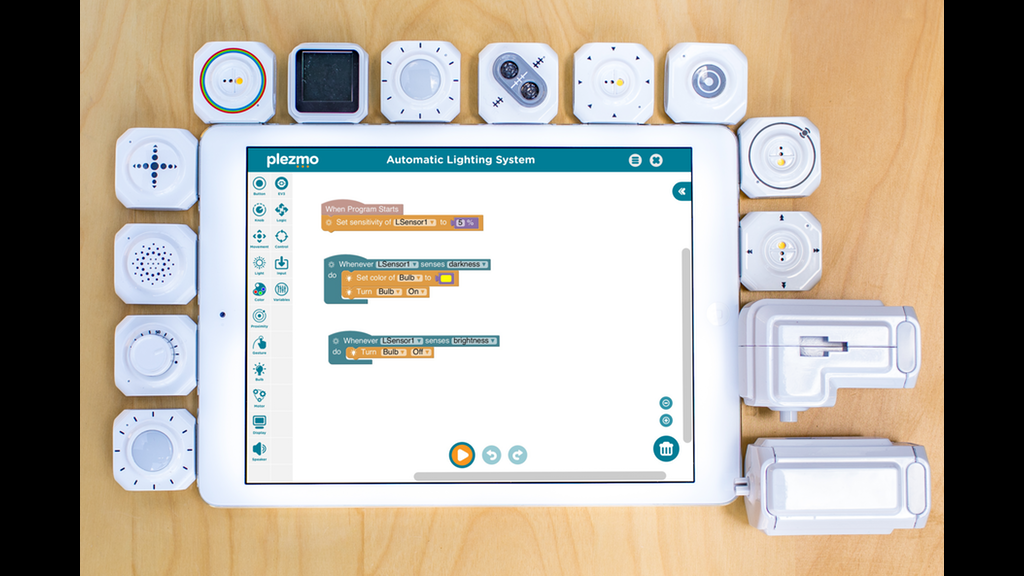 plezmo
Automatic Lighting System
Button
EV3
Knob
Logic
Movement
Control
Light
Input
Color
Variables
Proximity
Gesture
Bulb
Motor
Display
Speaker
When Program Starts
Set sensitivity of LSensor1 to 5 %
Whenever LSensor1 senses darkness
do Set color of Bulb to
Turn Bulb On
Whenever LSensor1 senses brightness
do Turn Bulb Off